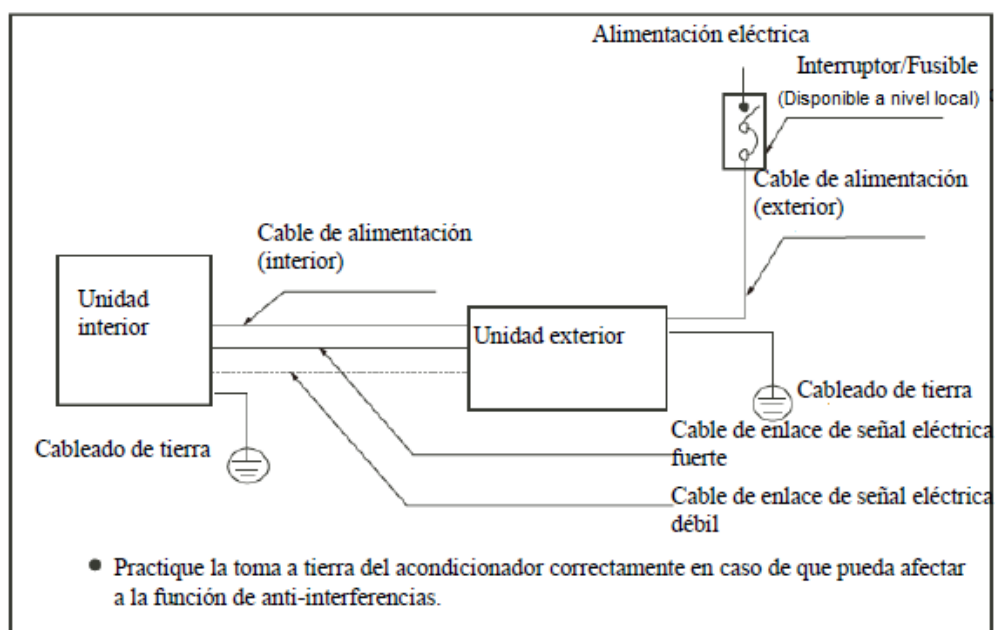 Alimentación eléctrica
Interruptor/Fusible
(Disponible a nivel local)
Cable de alimentación
(exterior)
Cable de alimentación
(interior)
Unidad
interior
Unidad exterior
Cableado de tierra
Cableado de tierra
Cable de enlace de señal eléctrica
fuerte
Cable de enlace de señal eléctrica
débil
● Practique la toma a tierra del acondicionador correctamente en caso de que pueda afectar
a la función de anti-interferencias.